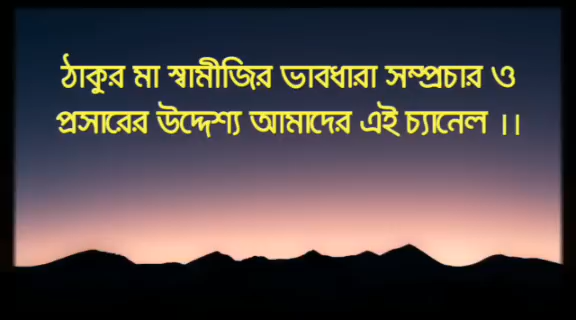 ঠাকুর মা স্বামীজির ভাবধারা সম্প্রচার ও
প্রসারের উদ্দেশ্য আমাদের এই চ্যানেল ।।